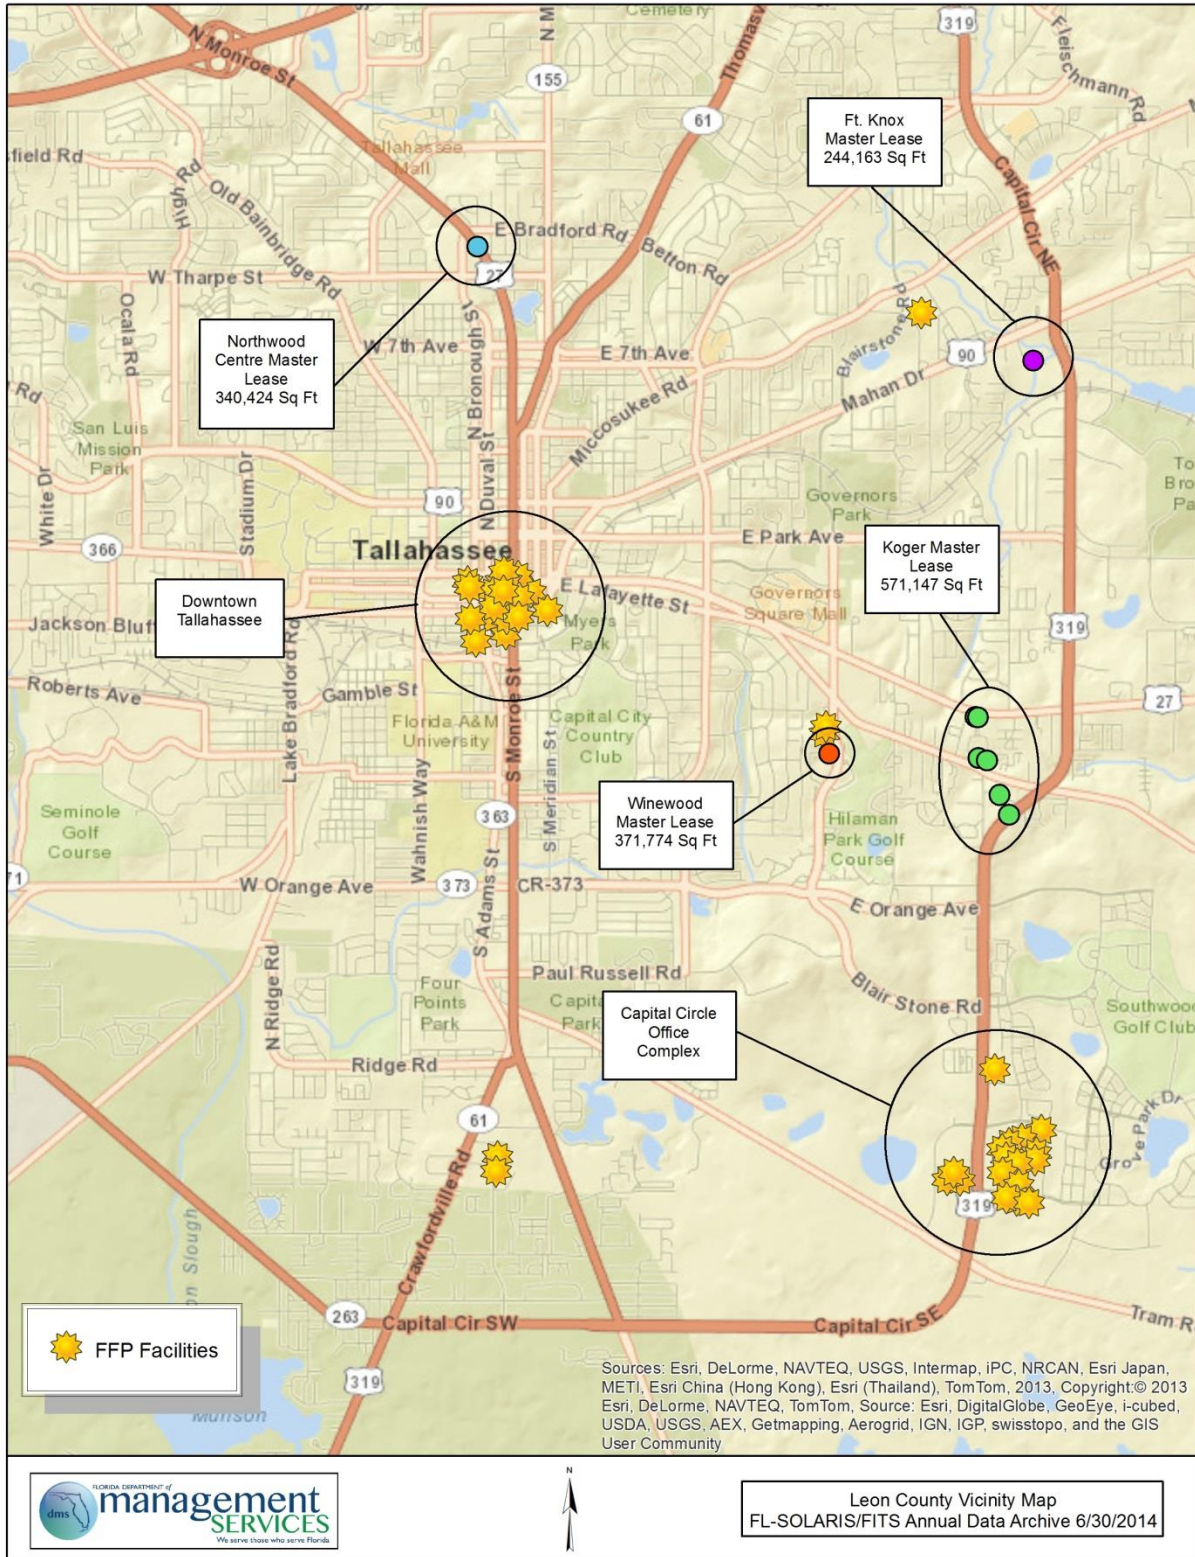 N Monroe St
N M
Cemetery
319
Fleischmann Rd
155
Thomasv
61
Ft. Knox
Master Lease
244,163 Sq Ft
Tallahassee
Mall
sfield Rd
High Rd
Old Bainbridge Rd
Capital Cir NE
E Bradford Rd
Betton Rd
27
W Tharpe St
Ocala Rd
Blairstone Rd
Northwood
Centre Master
Lease
340,424 Sq Ft
N Bronough St
W 7th Ave
E 7th Ave
90
Mahan Dr
Miccosukee Rd
San Luis
Mission
Park
N Duval St
White Dr
Stadium Dr
90
Governors
Park
To
Bro
Pa
366
Tallahassee
E Park Ave
Koger Master
Lease
571,147 Sq Ft
E Lafayette St
Governors
Square Mall
Downtown
Tallahassee
Jackson Bluff
Myers
Park
319
Lake Bradford Rd
Roberts Ave
Gamble St
27
Florida A&M
University
S Monroe St
Capital City
Country
Club
S Meridian St
Wahnish Way
Seminole
Golf
Course
363
Winewood
Master Lease
371,774 Sq Ft
Hilaman
Park Golf
Course
71
W Orange Ave
373
CR-373
E Orange Ave
S Adams St
N Ridge Rd
Paul Russell Rd
Four
Points
Park
Capita
Park
Blair Stone Rd
Southwood
Golf Club
Capital Circle
Office
Complex
Ridge Rd
61
Grove Park Dr
Crawfordville Rd
319
on Slough
263
Capital Cir SW
Capital Cir SE
Tram R
FFP Facilities
319
Munson
Sources: Esri, DeLorme, NAVTEQ, USGS, Intermap, iPC, NRCAN, Esri Japan,
METI, Esri China (Hong Kong), Esri (Thailand), TomTom, 2013, Copyright:© 2013
Esri, DeLorme, NAVTEQ, TomTom, Source: Esri, DigitalGlobe, GeoEye, i-cubed,
USDA, USGS, AEX, Getmapping, Aerogrid, IGN, IGP, swisstopo, and the GIS
User Community
FLORIDA DEPARTMENT of
dms management
SERVICES
We serve those who serve Florida
N
Leon County Vicinity Map
FL-SOLARIS/FITS Annual Data Archive 6/30/2014